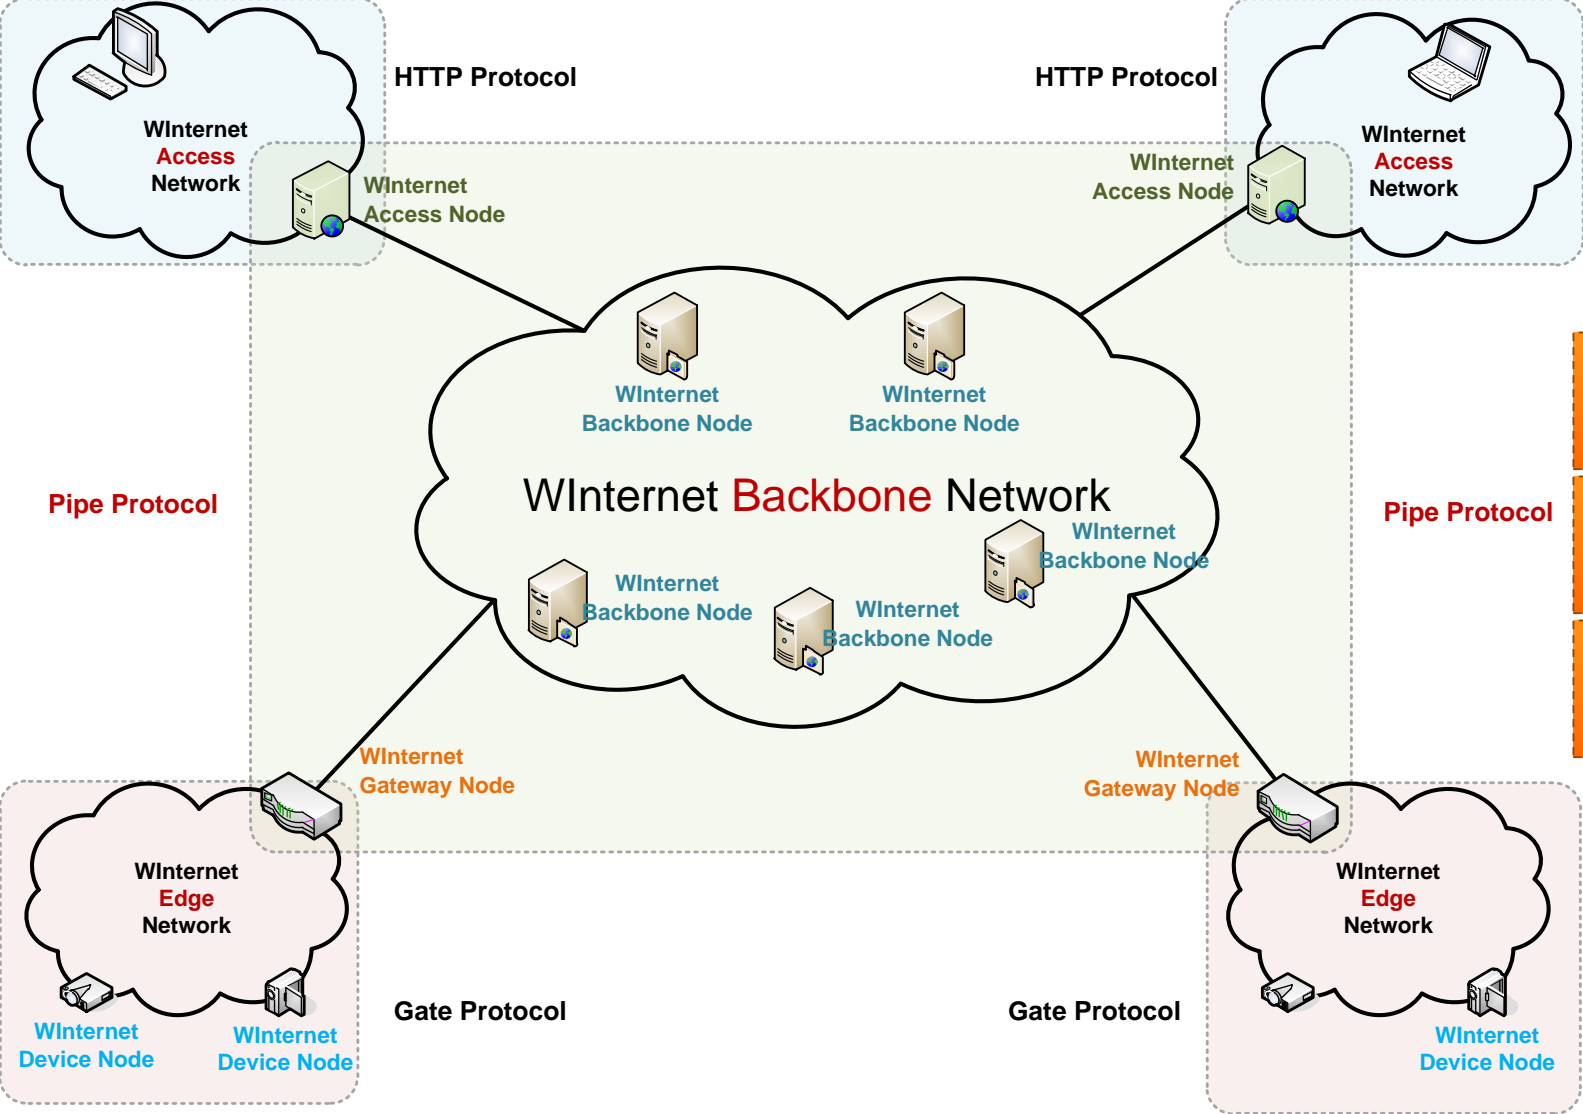 HTTP Protocol
HTTP Protocol
WInternet
Access
Network
WInternet
Access
Network
WInternet
Access Node
WInternet
Access Node
WInternet
Backbone Node
WInternet
Backbone Node
WInternet Backbone Network
Pipe Protocol
Pipe Protocol
WInternet
Backbone Node
WInternet
Backbone Node
WInternet
Backbone Node
WInternet
Gateway Node
WInternet
Gateway Node
WInternet
Edge
Network
WInternet
Edge
Network
Gate Protocol
Gate Protocol
WInternet
Device Node
WInternet
Device Node
WInternet
Device Node